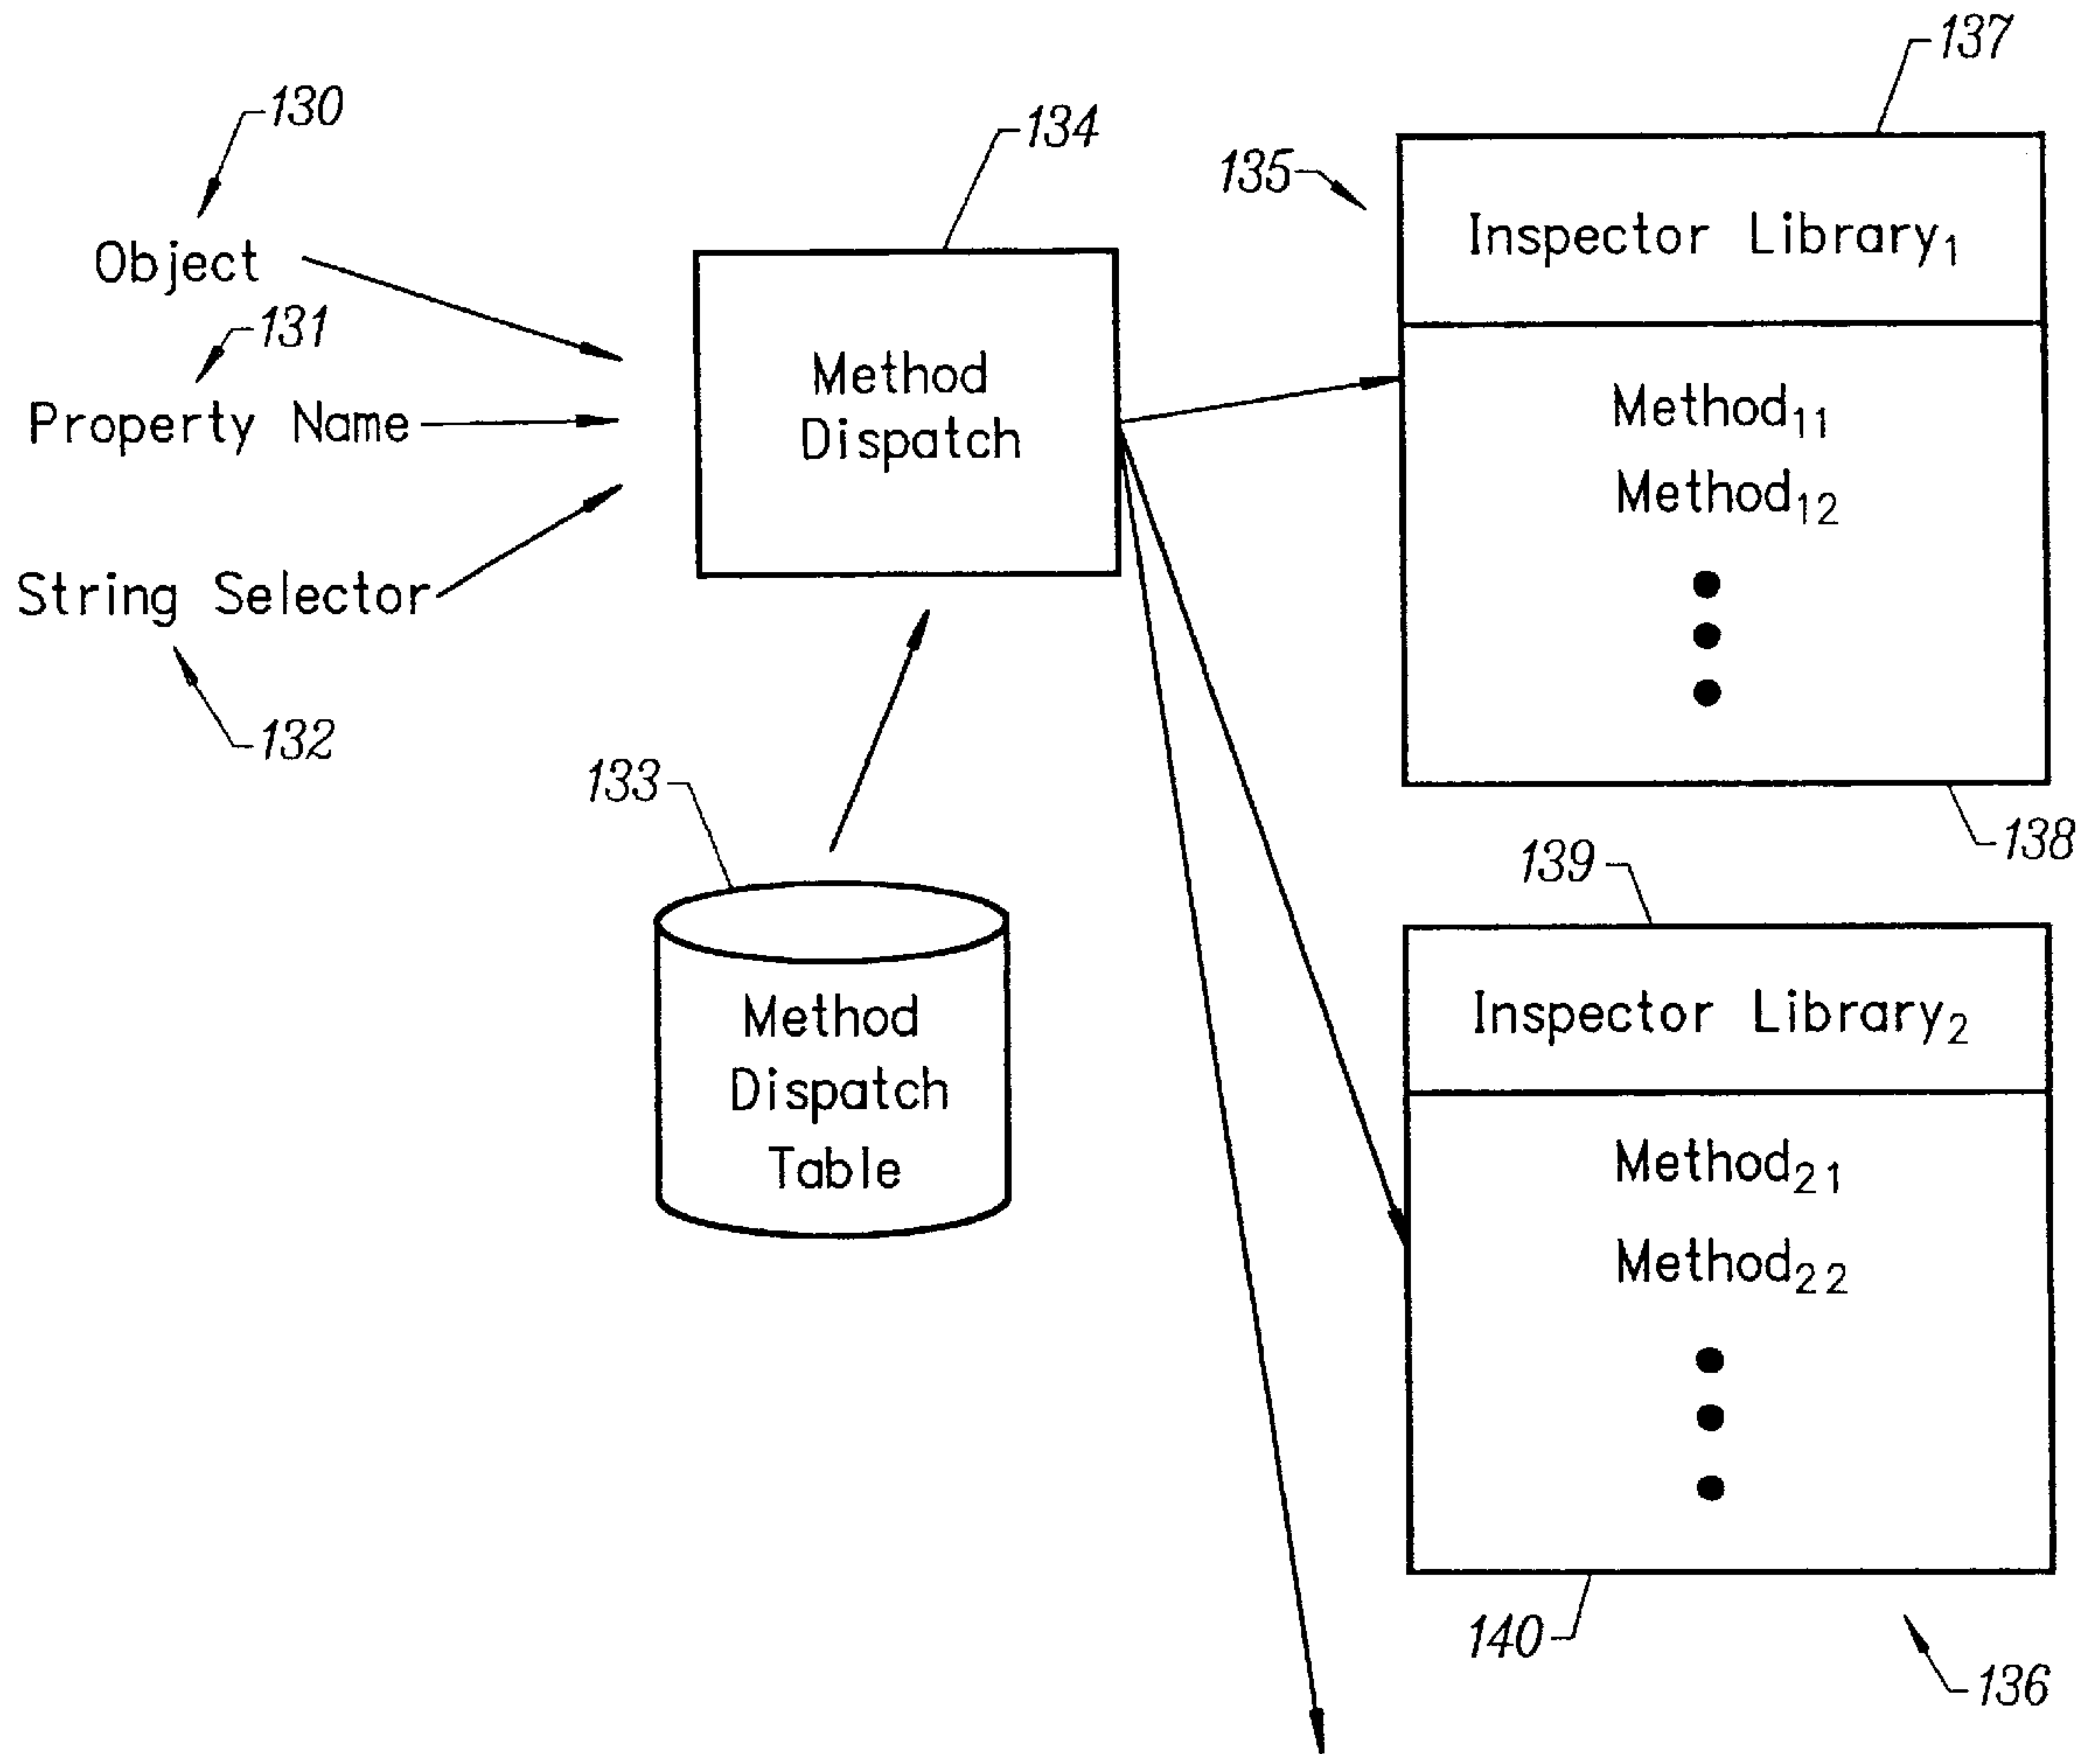 130
Object
131
Property Name
String Selector
132
134
Method
Dispatch
133
Method
Dispatch
Table
135
137
Inspector Library₁
Method₁₁
Method₁₂
138
139
Inspector Library₂
Method₂₁
Method₂₂
140
136